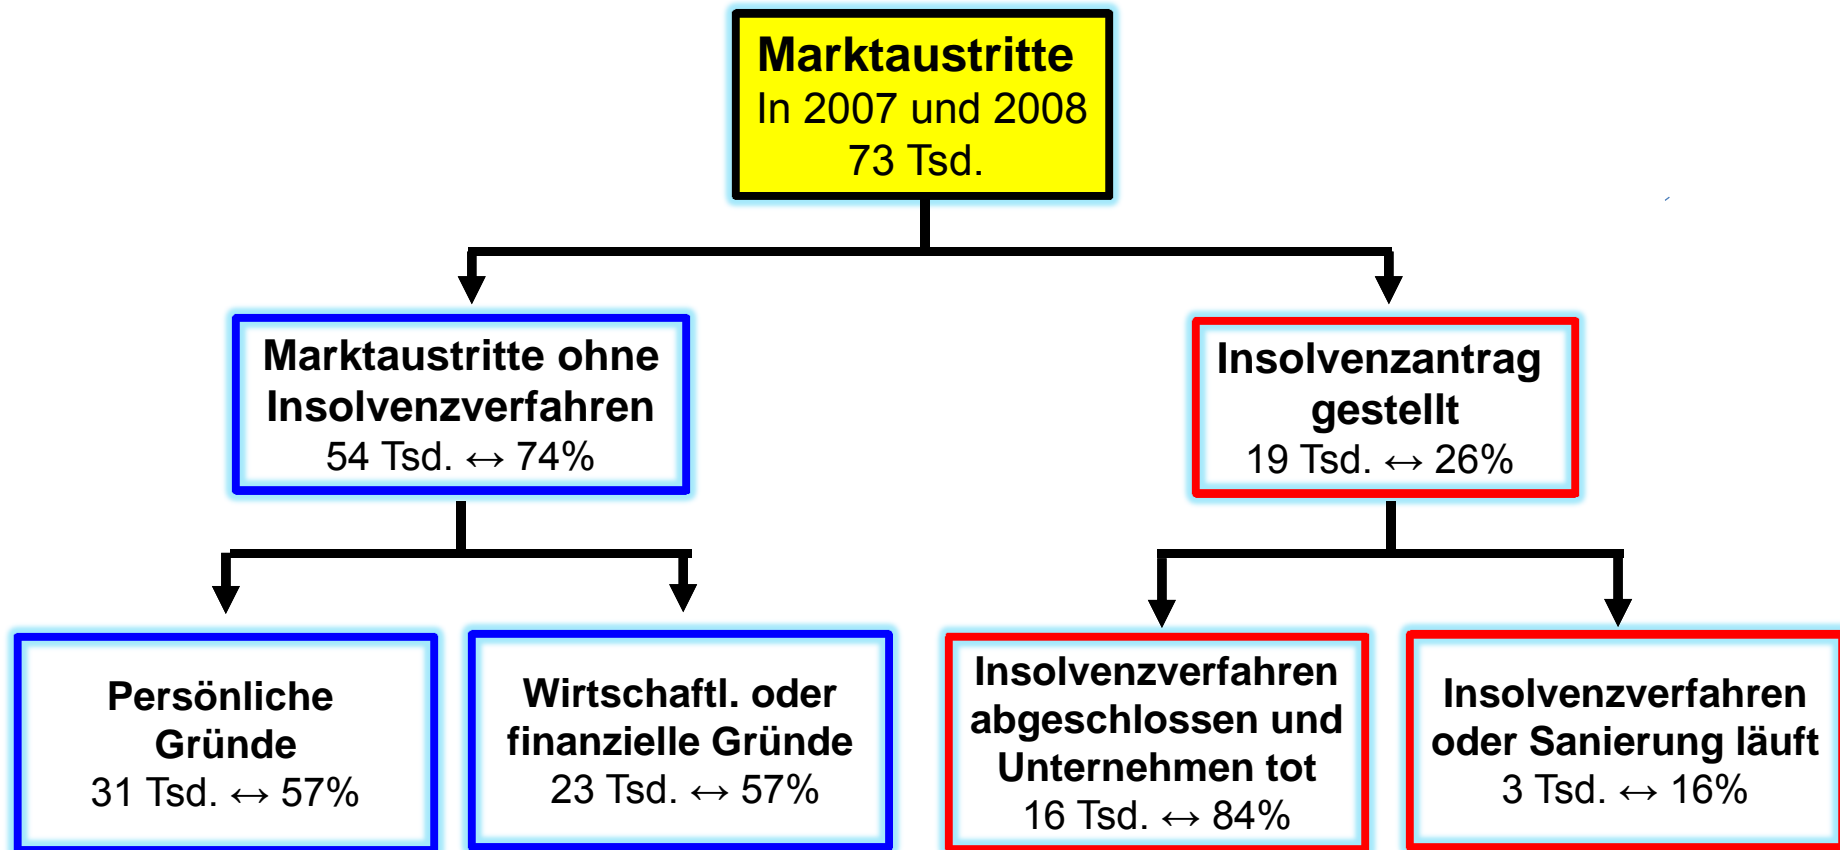 Marktaustritte
In 2007 und 2008
73 Tsd.
Marktaustritte ohne
Insolvenzverfahren
54 Tsd. ↔ 74%
Insolvenzantrag
gestellt
19 Tsd. ↔ 26%
Persönliche
Gründe
31 Tsd. ↔ 57%
Wirtschaftl. oder
finanzielle Gründe
23 Tsd. ↔ 57%
Insolvenzverfahren
abgeschlossen und
Unternehmen tot
16 Tsd. ↔ 84%
Insolvenzverfahren
oder Sanierung läuft
3 Tsd. ↔ 16%